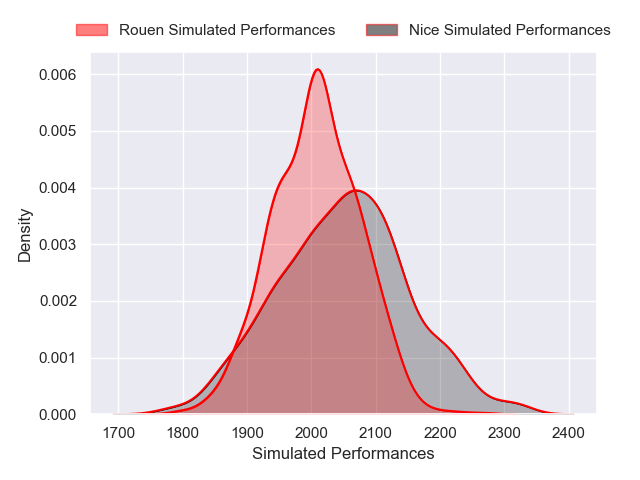 Rouen Simulated Performances Nice Simulated Performances
0.006
0.005
0.004
0.003
0.002
0.001
0.000
Density
1700 1800 1900 2000 2100 2200 2300 2400
Simulated Performances